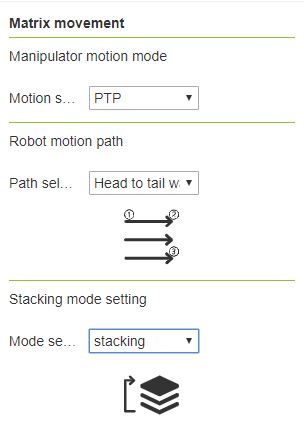 Matrix movement
Manipulator motion mode
Motion s... PTP
Robot motion path
Path sel... Head to tail w
① ②
③
Stacking mode setting
Mode se... stacking